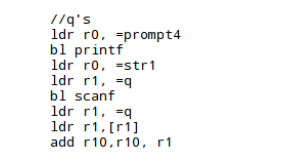 //q's
ldr r0, =prompt4
bl printf
ldr r0, =str1
ldr r1, =q
bl scanf
ldr r1, =q
ldr r1,[r1]
add r10,r10, r1